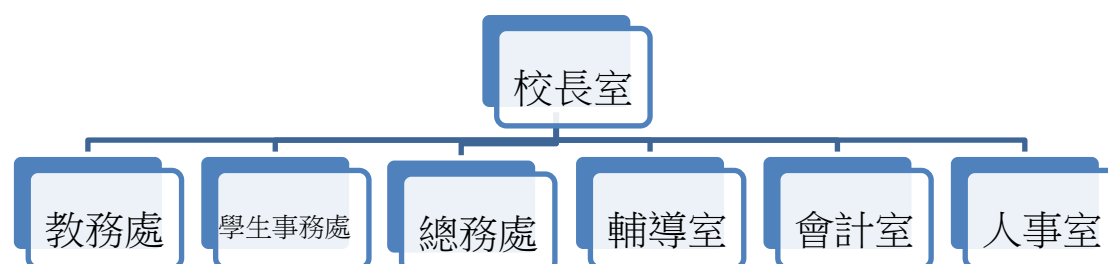 校長室
教務處
學生事務處
總務處
輔導室
會計室
人事室